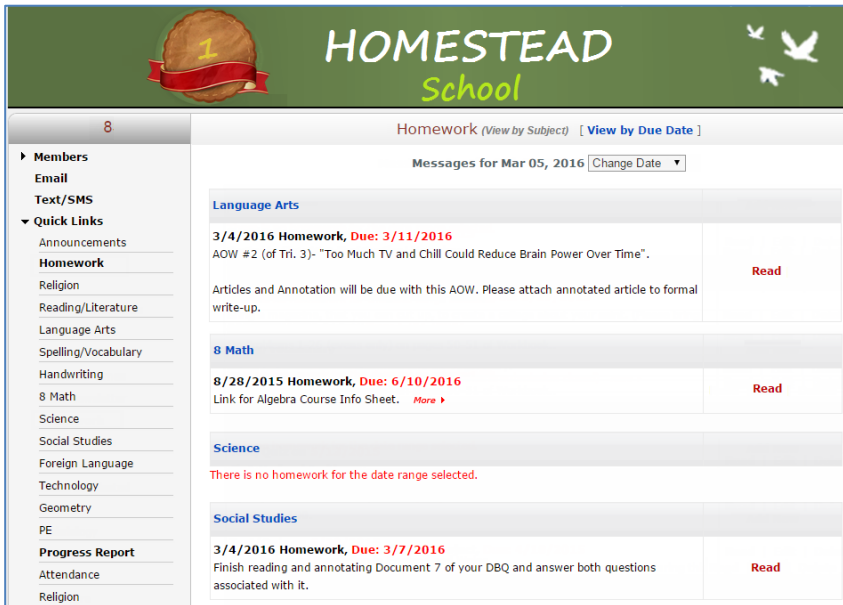 1
HOMESTEAD
School
8
Members
Email
Text/SMS
Quick Links
Announcements
Homework
Religion
Reading/Literature
Language Arts
Spelling/Vocabulary
Handwriting
8 Math
Science
Social Studies
Foreign Language
Technology
Geometry
PE
Progress Report
Attendance
Religion
Homework (View by Subject) [ View by Due Date ]
Messages for Mar 05, 2016 Change Date
Language Arts
3/4/2016 Homework, Due: 3/11/2016
AOW #2 (of Tri. 3)- "Too Much TV and Chill Could Reduce Brain Power Over Time".
Articles and Annotation will be due with this AOW. Please attach annotated article to formal
write-up.
Read
8 Math
8/28/2015 Homework, Due: 6/10/2016
Link for Algebra Course Info Sheet. More
Read
Science
There is no homework for the date range selected.
Social Studies
3/4/2016 Homework, Due: 3/7/2016
Finish reading and annotating Document 7 of your DBQ and answer both questions
associated with it.
Read